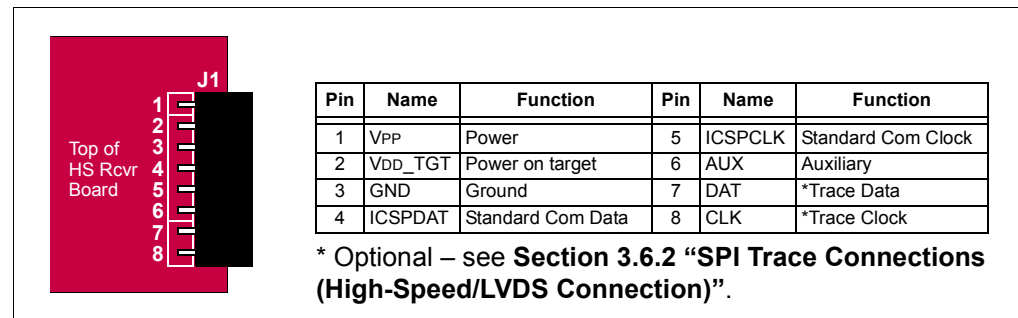 J1
1
2
3
4
5
6
7
8
Top of
HS Rcvr
Board
Pin Name Function Pin Name Function
1 VPP Power 5 ICSPCLK Standard Com Clock
2 VDD_TGT Power on target 6 AUX Auxiliary
3 GND Ground 7 DAT *Trace Data
4 ICSPDAT Standard Com Data 8 CLK *Trace Clock
* Optional – see Section 3.6.2 “SPI Trace Connections
(High-Speed/LVDS Connection)”.